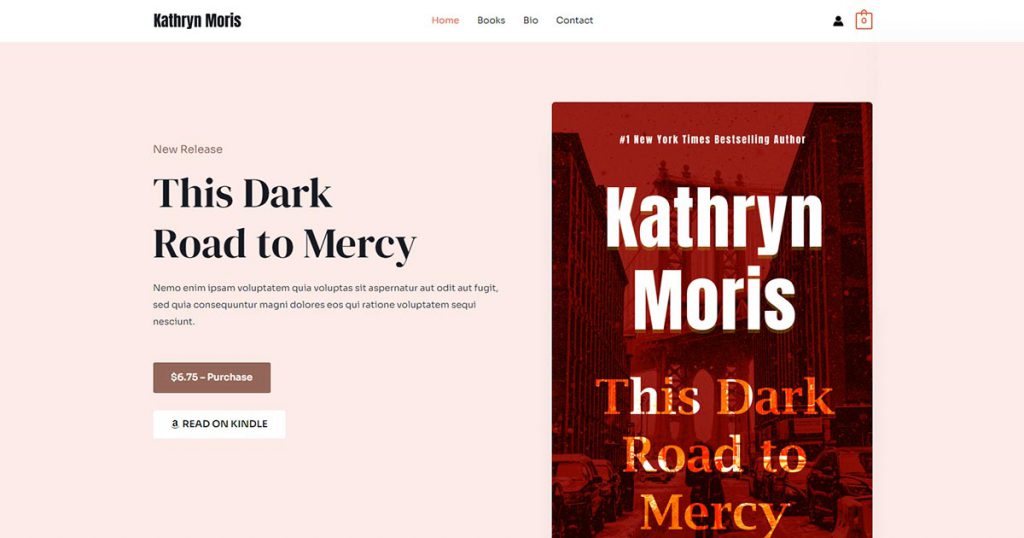 Kathryn Moris
Home Books Bio Contact
0
New Release
This Dark
Road to Mercy
Nemo enim ipsam voluptatem quia voluptas sit aspernatur aut odit aut fugit,
sed quia consequuntur magni dolores eos qui ratione voluptatem sequi
nesciunt.
$6.75 – Purchase
a READ ON KINDLE
#1 New York Times Bestselling Author
Kathryn
Moris
This Dark
Road to
Mercy